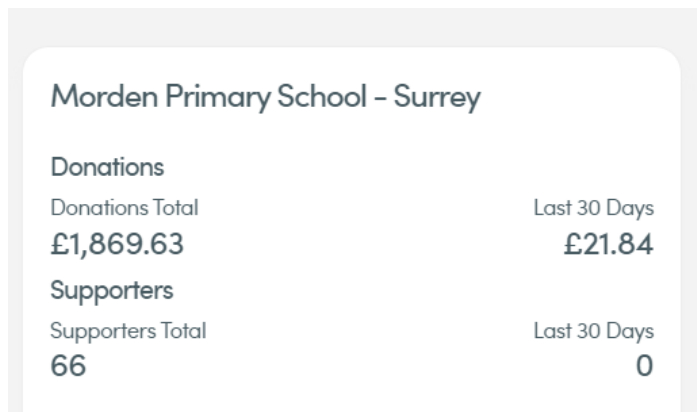 Morden Primary School - Surrey
Donations
Donations Total Last 30 Days
£1,869.63 £21.84
Supporters
Supporters Total Last 30 Days
66 0